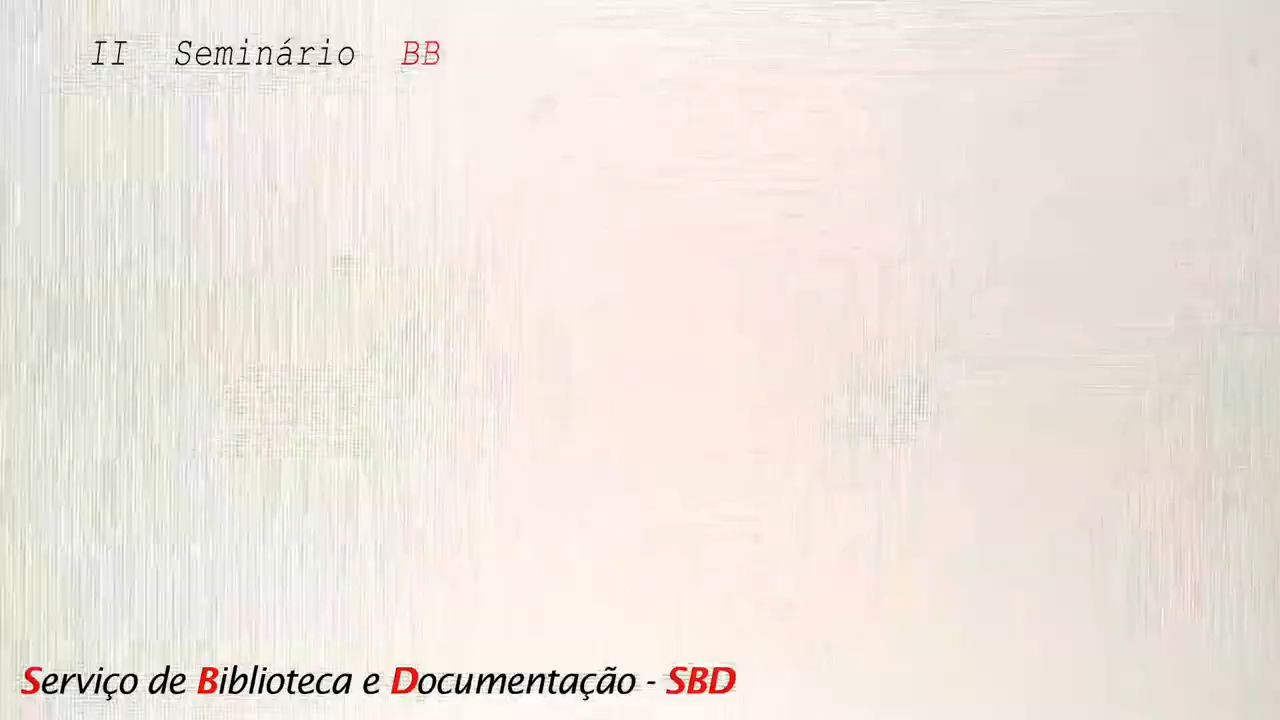 II Seminário BB
Serviço de Biblioteca e Documentação - SBD